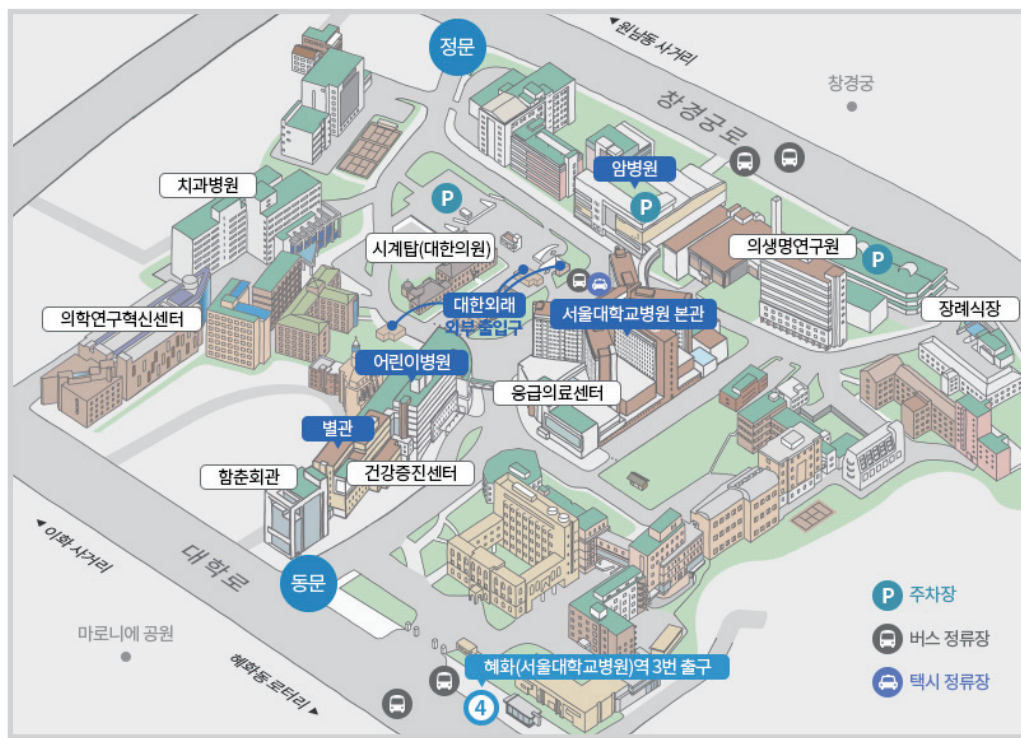 정문
◀ 원남동 사거리
창경궁
창경궁로
암병원
P
치과병원
P
시계탑(대한의원)
의생명연구원
P
대한외래
외부 출입구
서울대학교병원 본관
장례식장
의학연구혁신센터
어린이병원
응급의료센터
별관
함춘회관
건강증진센터
◀ 이화 사거리
대학로
동문
마로니에 공원
혜화동 로터리 ▶
혜화(서울대학교병원)역 3번 출구
4
P 주차장
버스 정류장
택시 정류장